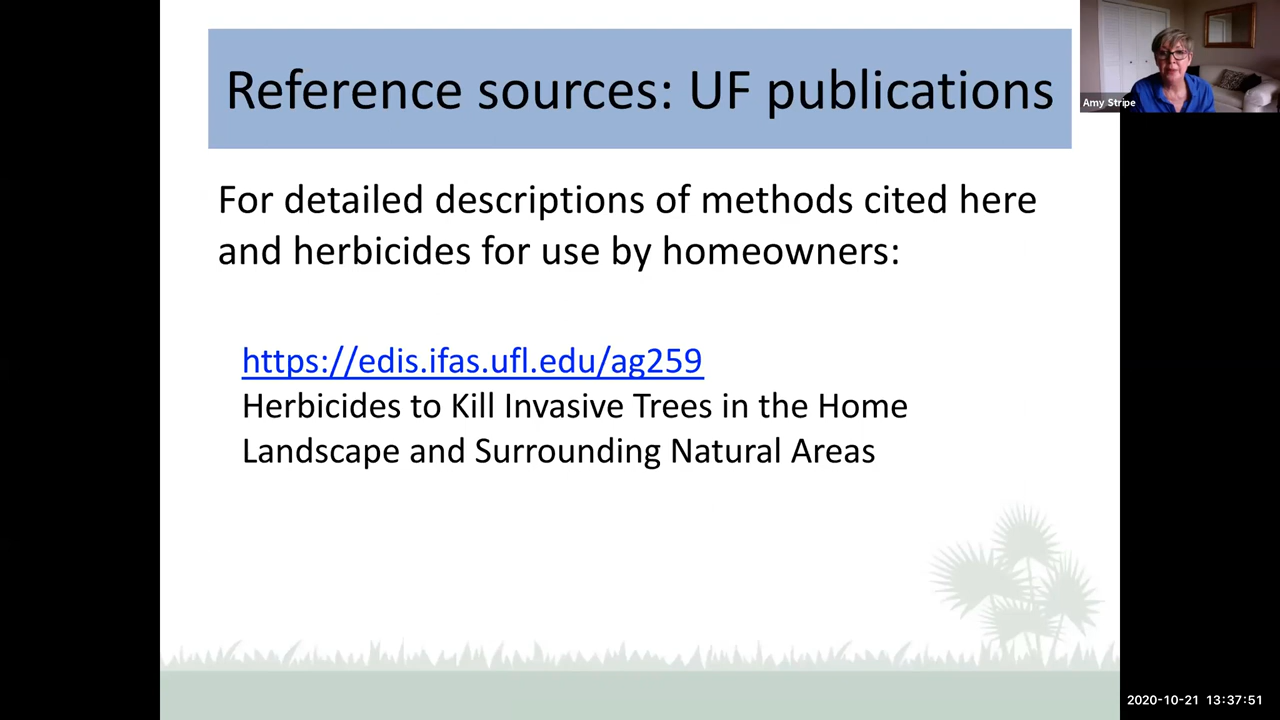 Reference sources: UF publications
Amy Stripe
For detailed descriptions of methods cited here
and herbicides for use by homeowners:
https://edis.ifas.ufl.edu/ag259
Herbicides to Kill Invasive Trees in the Home
Landscape and Surrounding Natural Areas
2020-10-21 13:37:51